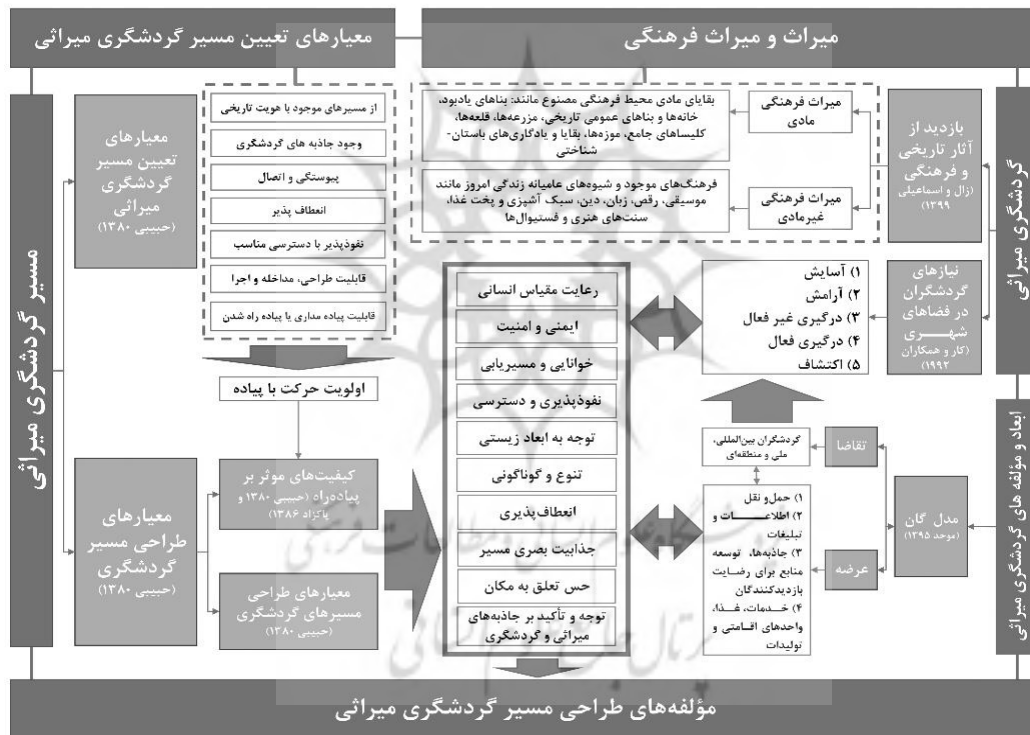 میراث و میراث فرهنگی
معیارهای تعیین مسیر گردشگری میراثی
گردشگری میراثی
بازدید از
آثار تاریخی
و فرهنگی
(زال و اسماعیلی
۱۳۹۹)
میراث فرهنگی
مادی
بقایای مادی محیط فرهنگی مصنوع مانند: بناهای یادبود،
خانه‌ها و بناهای عمومی تاریخی، مزرعه‌ها، قلعه‌ها،
کلیساهای جامع، موزه‌ها، بقایا و یادگاری‌های باستان-
شناختی
میراث فرهنگی
غیرمادی
فرهنگ‌های موجود و شیوه‌های عامیانه زندگی امروز مانند
موسیقی، رقص، زبان، دین، سبک آشپزی و پخت غذا،
سنت‌های هنری و فستیوال‌ها
نیازهای
گردشگران
در فضاهای
شهری
(کار و همکاران
۱۹۹۲)
۱) آسایش
۲) آرامش
۳) درگیری غیر فعال
۴) درگیری فعال
۵) اکتشاف
ابعاد و مؤلفه های گردشگری میراثی
مدل گان
(موحد ۱۳۹۵)
تقاضا
گردشگران بین‌المللی،
ملی و منطقه‌ای
عرضه
۱) حمل‌و نقل
۲) اطلاعات و
تبلیغات
۳) جاذبه‌ها، توسعه
منابع برای رضایت
بازدیدکنندگان
۴) خدمات، غذا،
واحدهای اقامتی و
تولیدات
رعایت مقیاس انسانی
ایمنی و امنیت
خوانایی و مسیریابی
نفوذپذیری و دسترسی
توجه به ابعاد زیستی
تنوع و گوناگونی
انعطاف‌پذیری
جذابیت بصری مسیر
حس تعلق به مکان
توجه و تأکید بر جاذبه‌های
میراثی و گردشگری
از مسیرهای موجود با هویت تاریخی
وجود جاذبه های گردشگری
پیوستگی و اتصال
انعطاف پذیر
نفوذپذیر با دسترسی مناسب
قابلیت طراحی، مداخله و اجرا
قابلیت پیاده مداری یا پیاده راه شدن
اولویت حرکت با پیاده
معیارهای
تعیین مسیر
گردشگری
میراثی
(حبیبی ۱۳۸۰)
مسیر گردشگری میراثی
کیفیت‌های موثر بر
پیاده‌راه (حبیبی ۱۳۸۰ و
پاکزاد ۱۳۸۶)
معیارهای طراحی
مسیرهای گردشگری
(حبیبی ۱۳۸۰)
معیارهای
طراحی مسیر
گردشگری
(حبیبی ۱۳۸۰)
مؤلفه‌های طراحی مسیر گردشگری میراثی